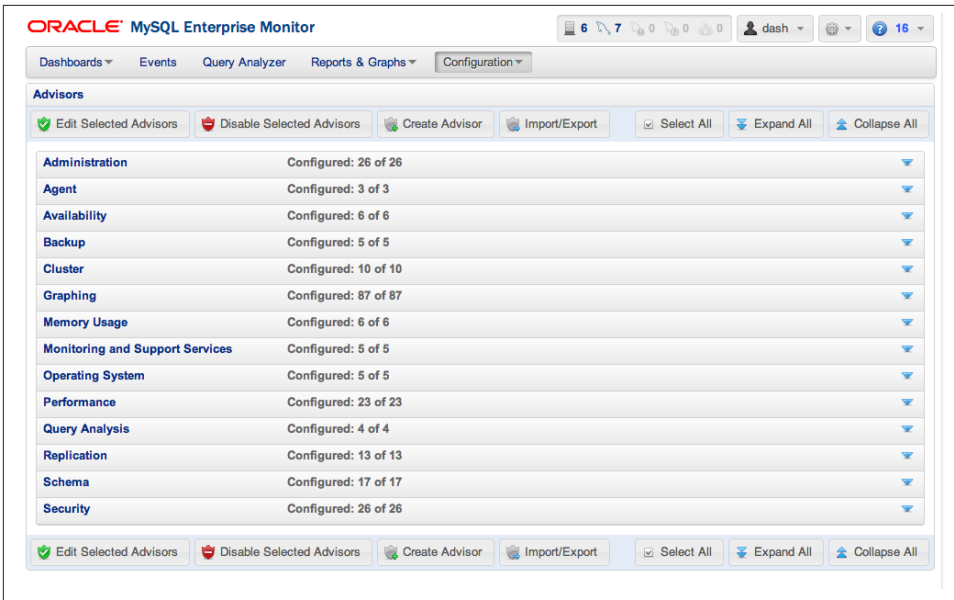 ORACLE MySQL Enterprise Monitor 6 7 0 0 0 dash 16
Dashboards Events Query Analyzer Reports & Graphs Configuration
Advisors
Edit Selected Advisors Disable Selected Advisors Create Advisor Import/Export Select All Expand All Collapse All
Administration Configured: 26 of 26
Agent Configured: 3 of 3
Availability Configured: 6 of 6
Backup Configured: 5 of 5
Cluster Configured: 10 of 10
Graphing Configured: 87 of 87
Memory Usage Configured: 6 of 6
Monitoring and Support Services Configured: 5 of 5
Operating System Configured: 5 of 5
Performance Configured: 23 of 23
Query Analysis Configured: 4 of 4
Replication Configured: 13 of 13
Schema Configured: 17 of 17
Security Configured: 26 of 26
Edit Selected Advisors Disable Selected Advisors Create Advisor Import/Export Select All Expand All Collapse All